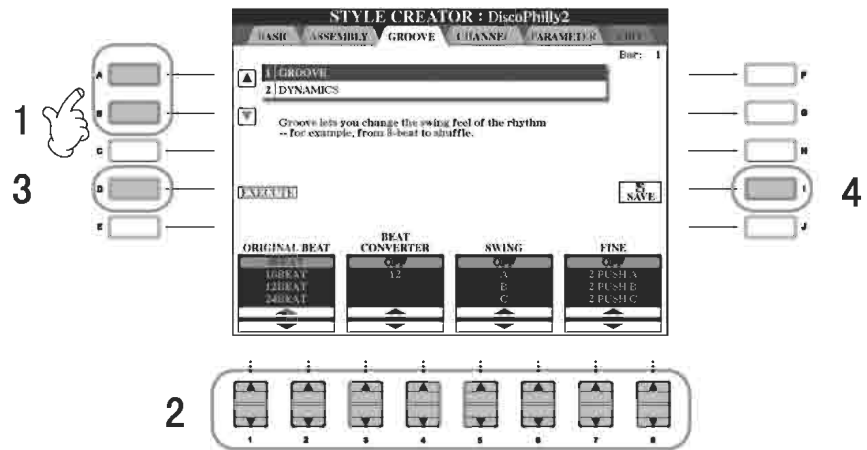 STYLE CREATOR : DiscoPhilly2
BASIC ASSEMBLY GROOVE CHANNEL PARAMETER EDIT
Bar: 1
1 GROOVE
2 DYNAMICS
Groove lets you change the swing feel of the rhythm
-- for example, from 8-beat to shuffle.
EXECUTE
SAVE
ORIGINAL BEAT BEAT CONVERTER SWING FINE
8BEAT OFF OFF OFF
16BEAT 12 A 2 PUSH A
12BEAT B 2 PUSH B
24BEAT C 2 PUSH C
A
B
C
D
E
F
G
H
I
J
1
3
4
2
1 2 3 4 5 6 7 8